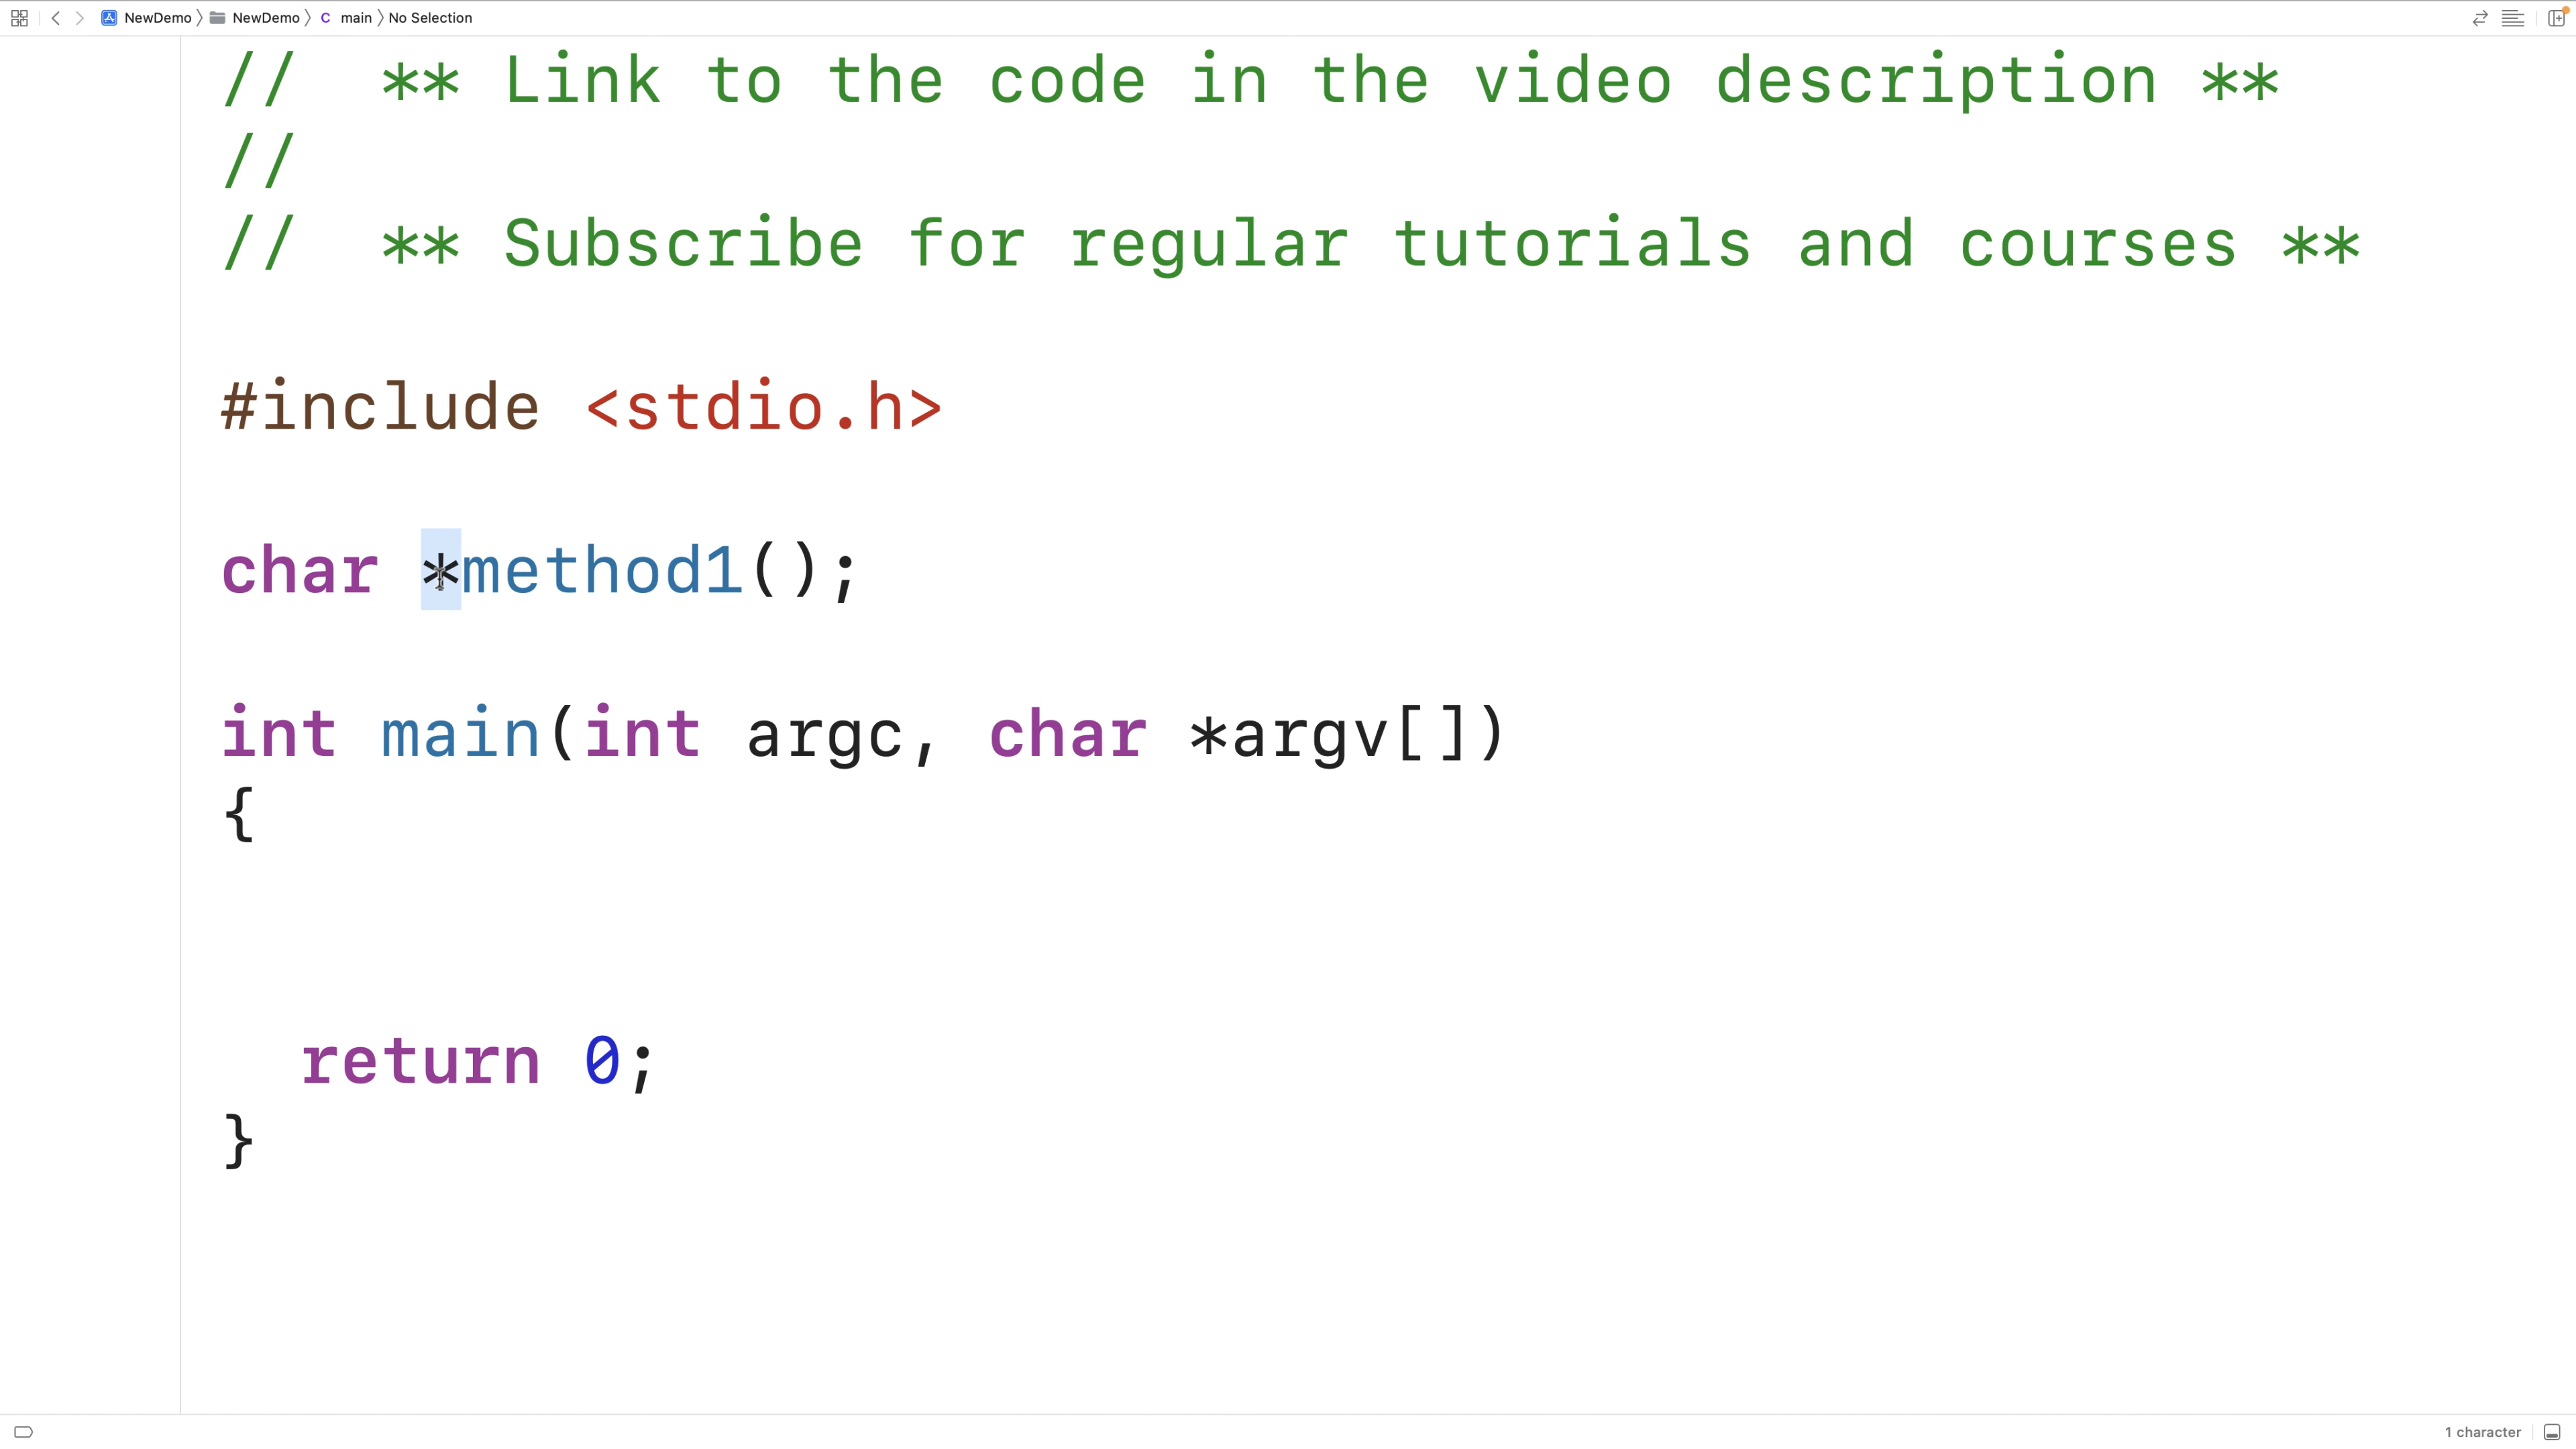 NewDemo 〉 NewDemo 〉 C main 〉 No Selection
//  ** Link to the code in the video description **
//
//  ** Subscribe for regular tutorials and courses **
#include <stdio.h>
char *method1();
int main(int argc, char *argv[])
{
  return 0;
}
1 character